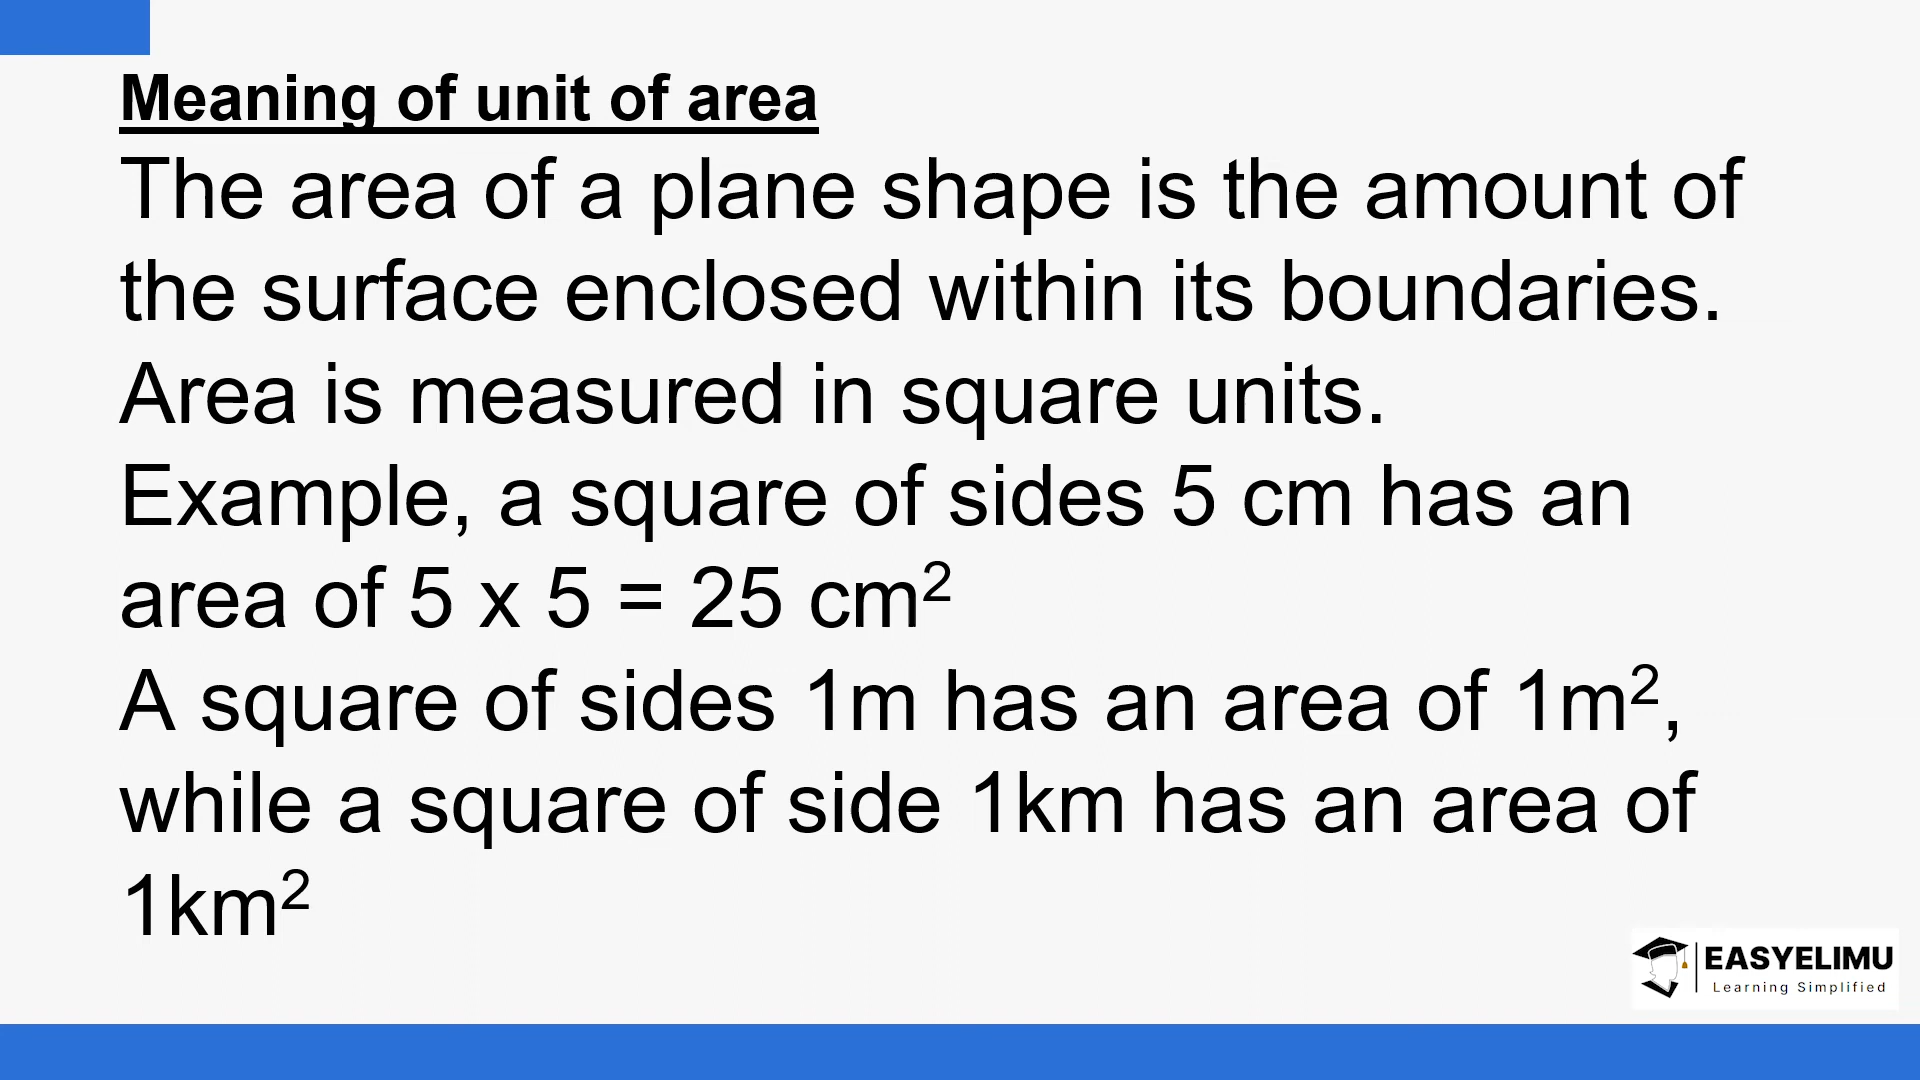 Meaning of unit of area
The area of a plane shape is the amount of
the surface enclosed within its boundaries.
Area is measured in square units.
Example, a square of sides 5 cm has an
area of 5 x 5 = 25 cm²
A square of sides 1m has an area of 1m²,
while a square of side 1km has an area of
1km²
EASYELIMU
Learning Simplified